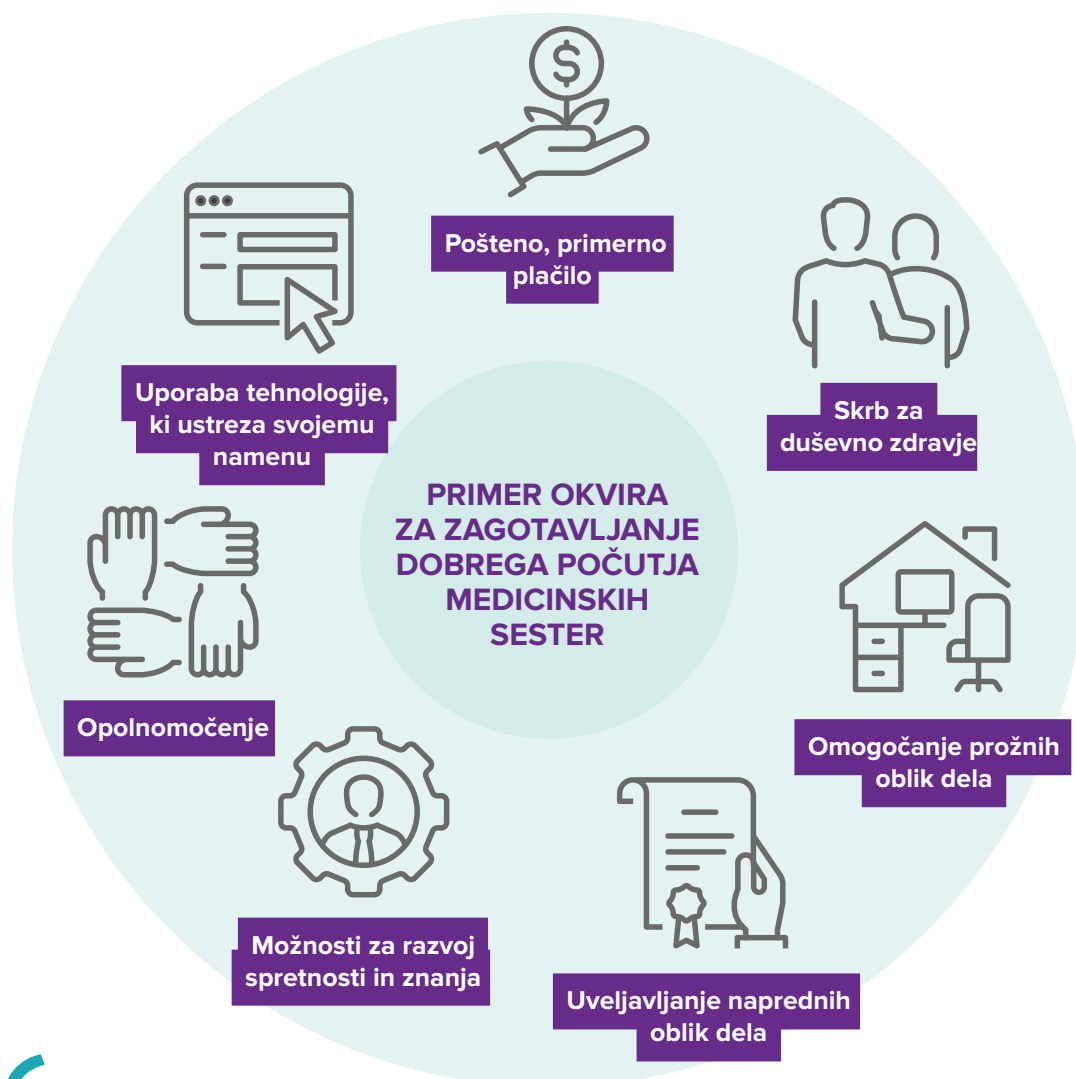 Pošteno, primerno
plačilo
Uporaba tehnologije,
ki ustreza svojemu
namenu
Skrb za
duševno zdravje
PRIMER OKVIRA
ZA ZAGOTAVLJANJE
DOBREGA POČUTJA
MEDICINSKIH
SESTER
Opolnomočenje
Omogočanje prožnih
oblik dela
Možnosti za razvoj
spretnosti in znanja
Uveljavljanje naprednih
oblik dela